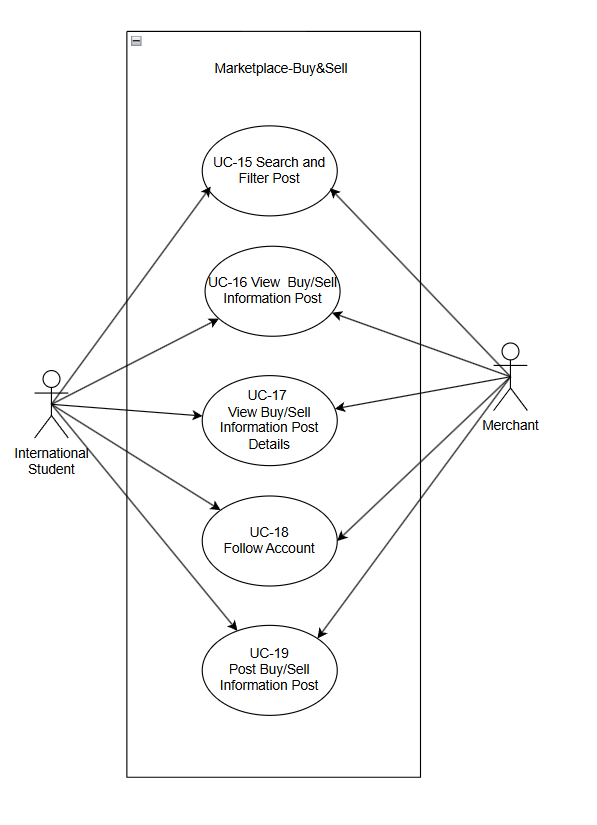 Marketplace-Buy&Sell
UC-15 Search and
Filter Post
UC-16 View  Buy/Sell
Information Post
UC-17
View Buy/Sell
Information Post
Details
UC-18
Follow Account
UC-19
Post Buy/Sell
Information Post
International
Student
Merchant